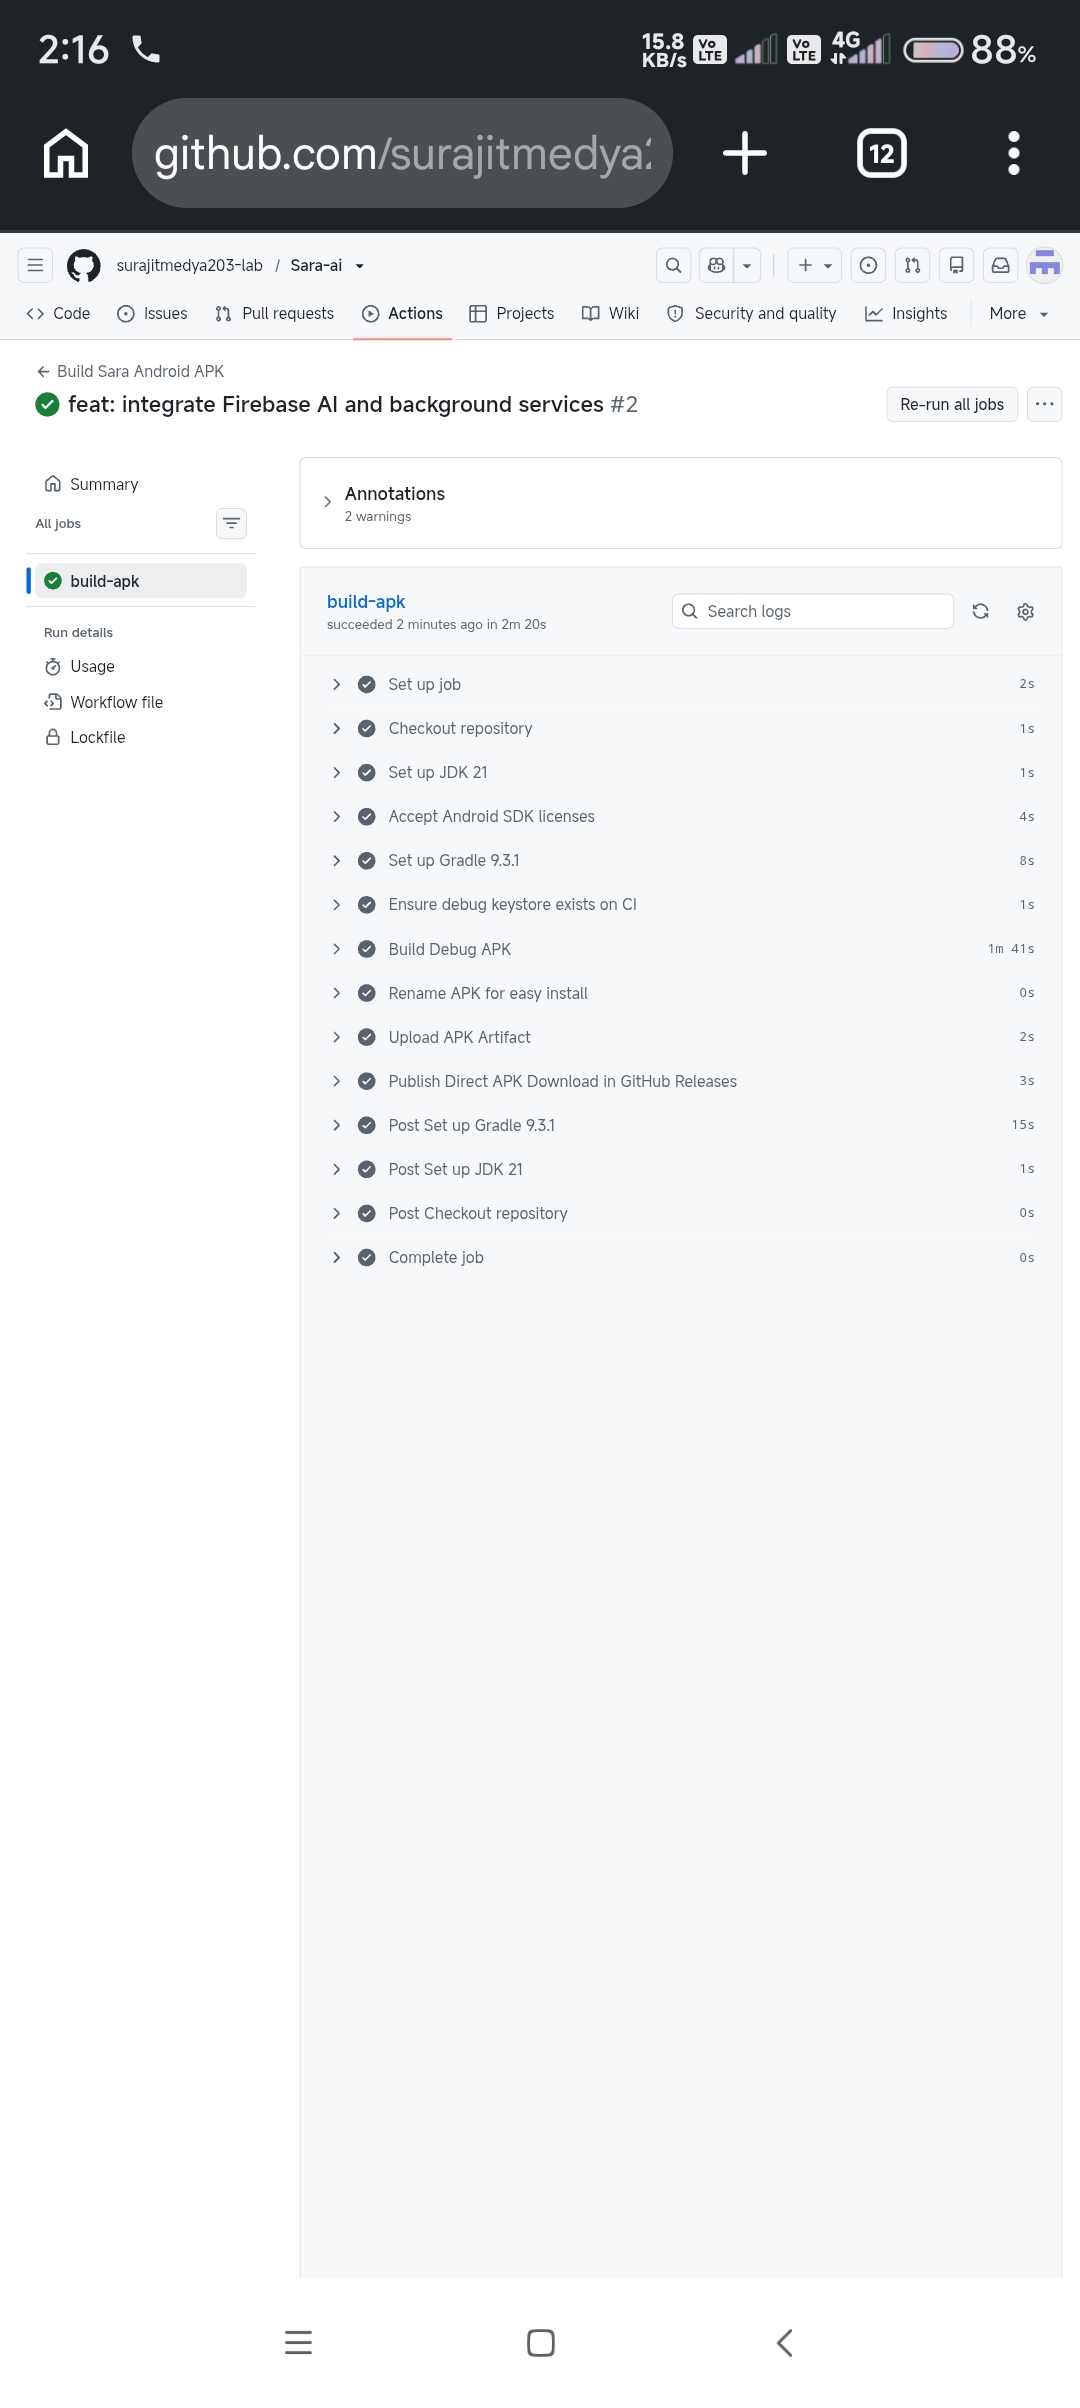 2:16
15.8 KB/s
Vo LTE
Vo LTE
4G
88%
github.com/surajitmedya2
12
surajitmedya203-lab / Sara-ai
Code
Issues
Pull requests
Actions
Projects
Wiki
Security and quality
Insights
More
Build Sara Android APK
feat: integrate Firebase AI and background services #2
Re-run all jobs
Summary
All jobs
build-apk
Run details
Usage
Workflow file
Lockfile
Annotations
2 warnings
build-apk
succeeded 2 minutes ago in 2m 20s
Search logs
Set up job 2s
Checkout repository 1s
Set up JDK 21 1s
Accept Android SDK licenses 4s
Set up Gradle 9.3.1 8s
Ensure debug keystore exists on CI 1s
Build Debug APK 1m 41s
Rename APK for easy install 0s
Upload APK Artifact 2s
Publish Direct APK Download in GitHub Releases 3s
Post Set up Gradle 9.3.1 15s
Post Set up JDK 21 1s
Post Checkout repository 0s
Complete job 0s